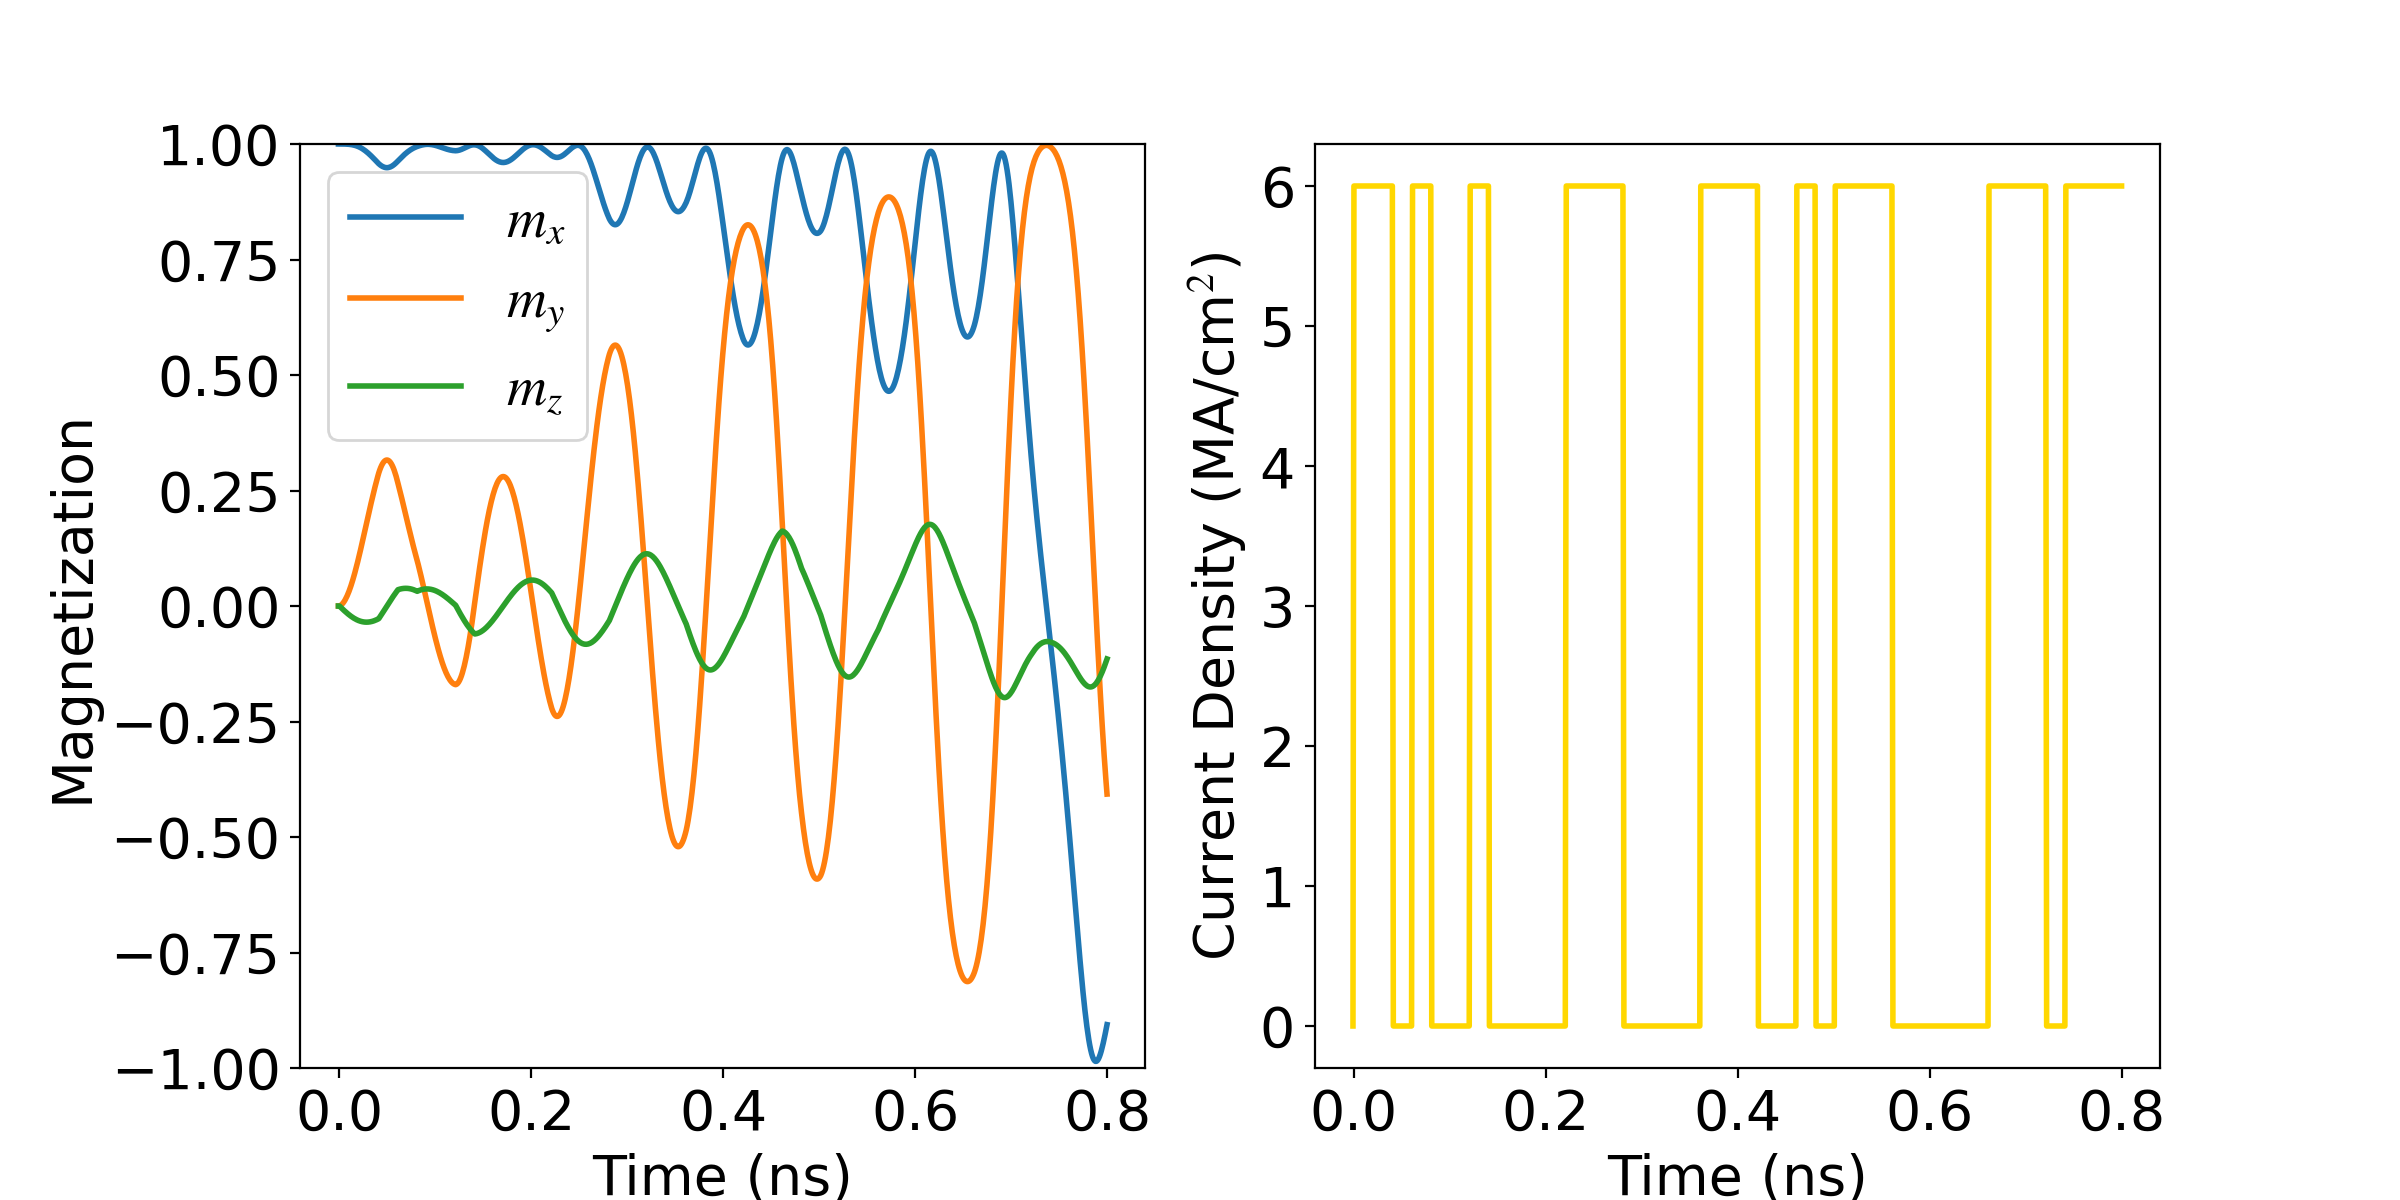 1.00
0.75
0.50
0.25
0.00
−0.25
−0.50
−0.75
−1.00
Magnetization
m_x
m_y
m_z
0.0 0.2 0.4 0.6 0.8
Time (ns)
6
5
4
3
2
1
0
Current Density (MA/cm²)
0.0 0.2 0.4 0.6 0.8
Time (ns)